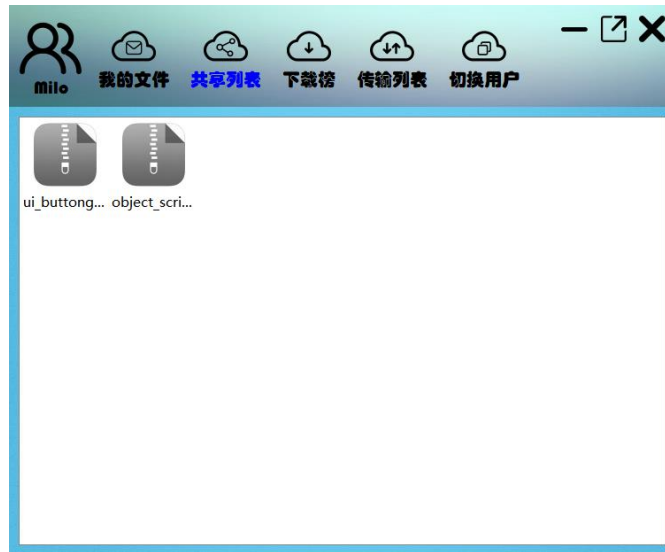 Milo
我的文件
共享列表
下载榜
传输列表
切换用户
ui_buttong...
object_scri...